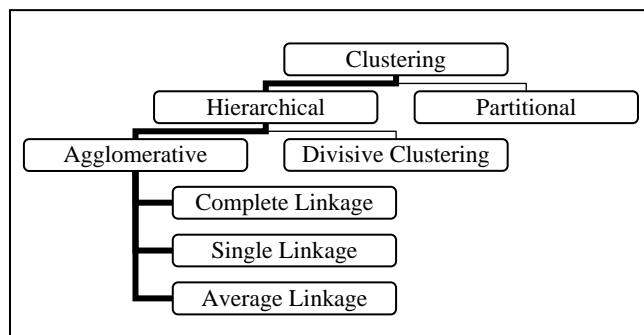 Clustering
Hierarchical
Partitional
Agglomerative
Divisive Clustering
Complete Linkage
Single Linkage
Average Linkage